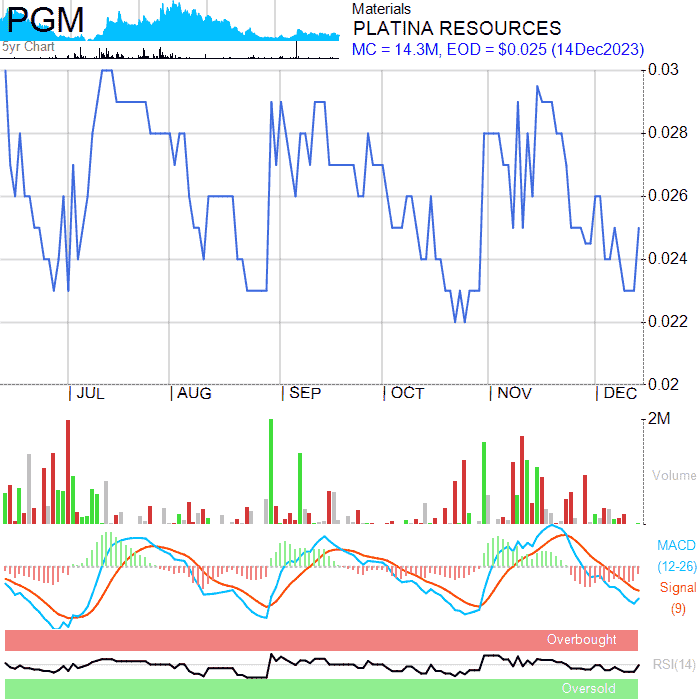 PGM
5yr Chart
Materials
PLATINA RESOURCES
MC = 14.3M, EOD = $0.025 (14Dec2023)
0.03
0.028
0.026
0.024
0.022
0.02
JUL AUG SEP OCT NOV DEC
2M
Volume
MACD
(12-26)
Signal
(9)
Overbought
RSI(14)
Oversold